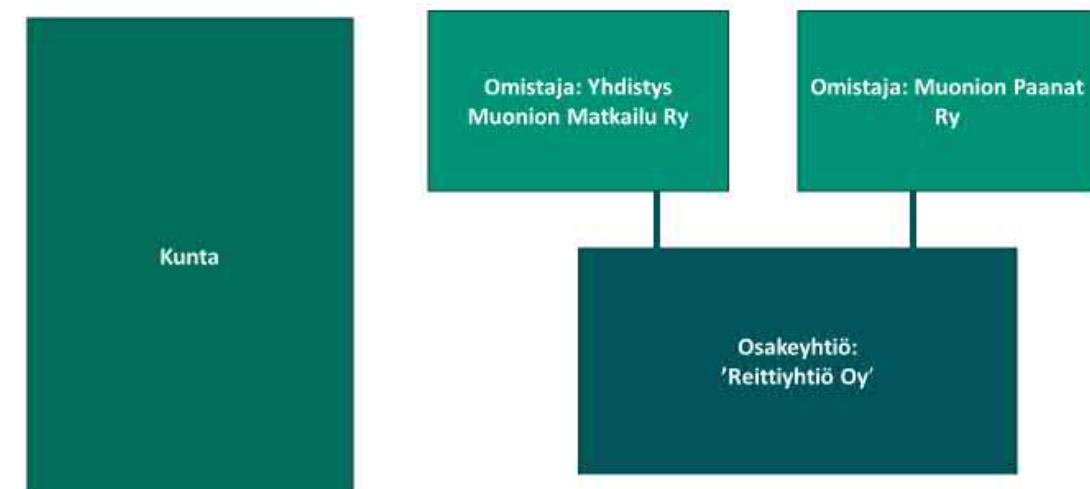 Omistaja: Yhdistys
Muonion Matkailu Ry
Omistaja: Muonion Paanat
Ry
Kunta
Osakeyhtiö:
’Reittiyhtiö Oy’